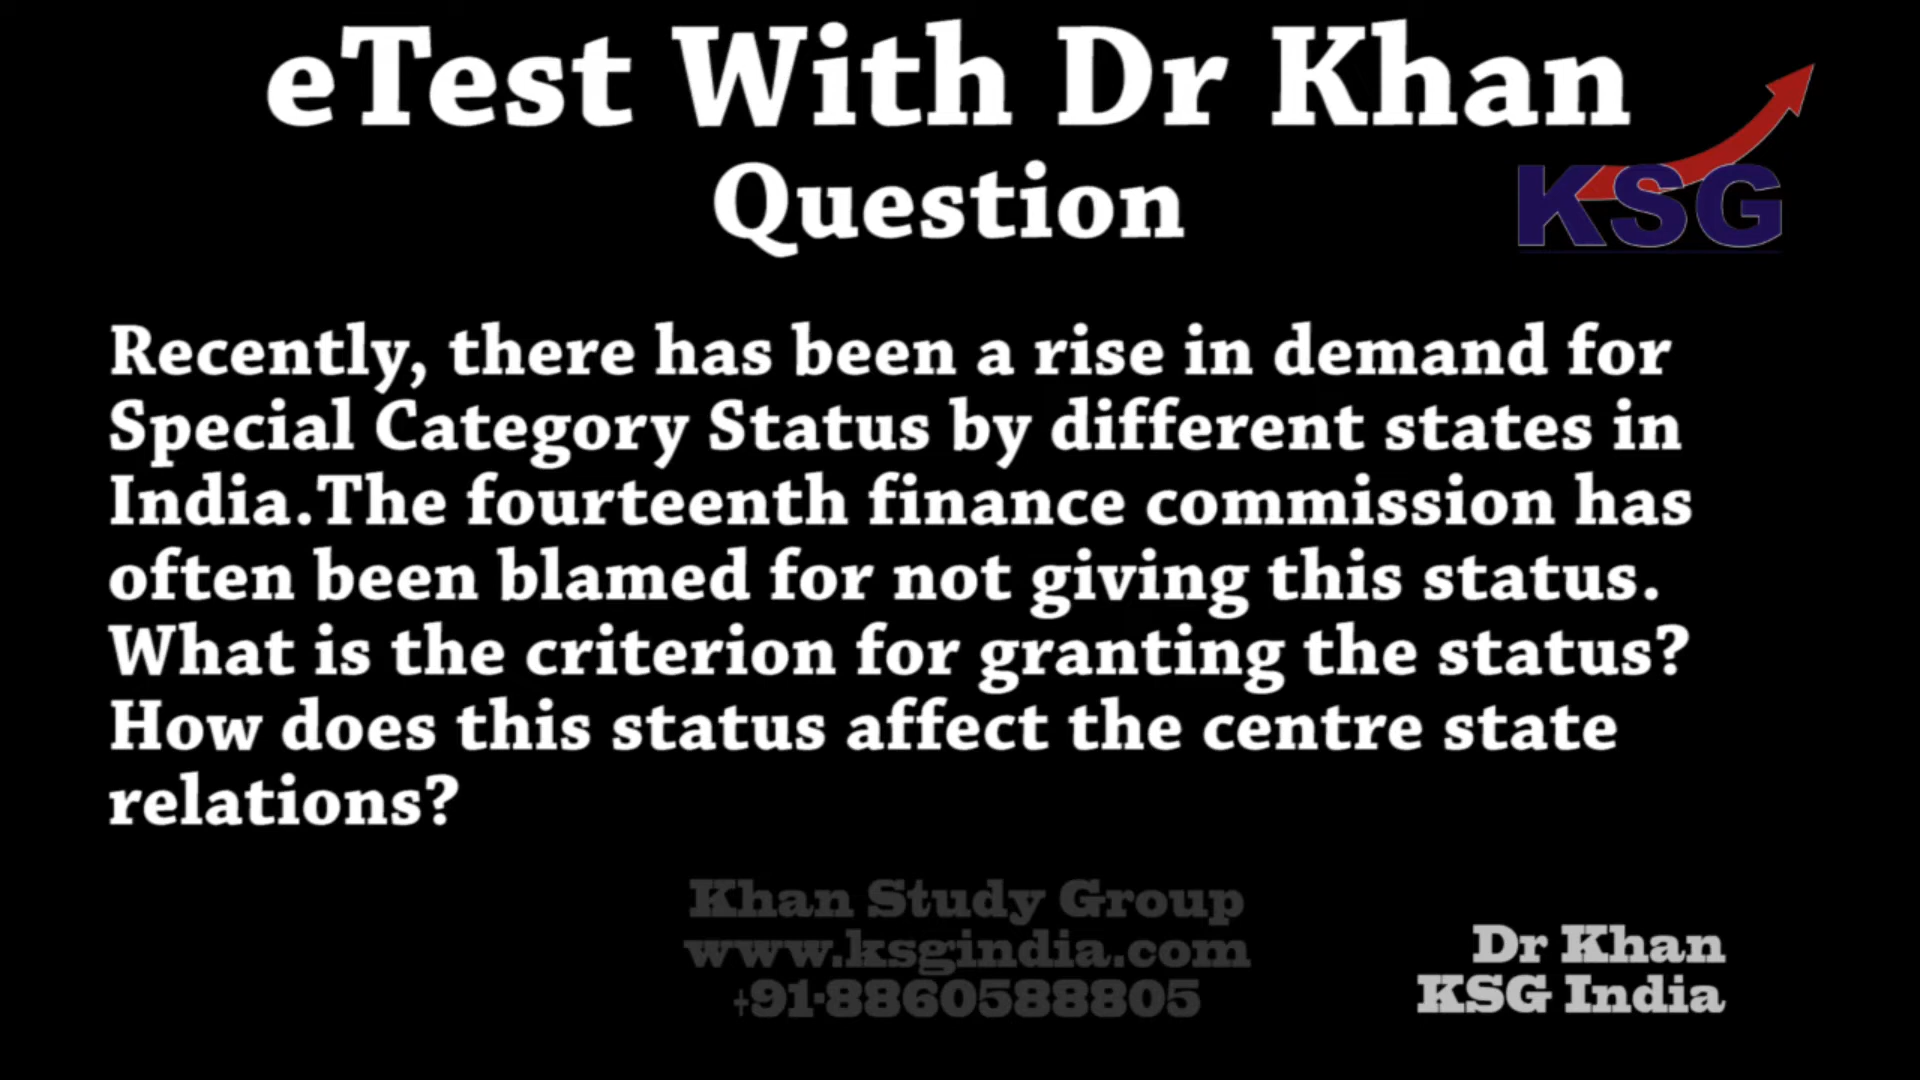 eTest With Dr Khan
Question
KSG
Recently, there has been a rise in demand for
Special Category Status by different states in
India.The fourteenth finance commission has
often been blamed for not giving this status.
What is the criterion for granting the status?
How does this status affect the centre state
relations?
Khan Study Group
www.ksgindia.com
+91-8860588805
Dr Khan
KSG India